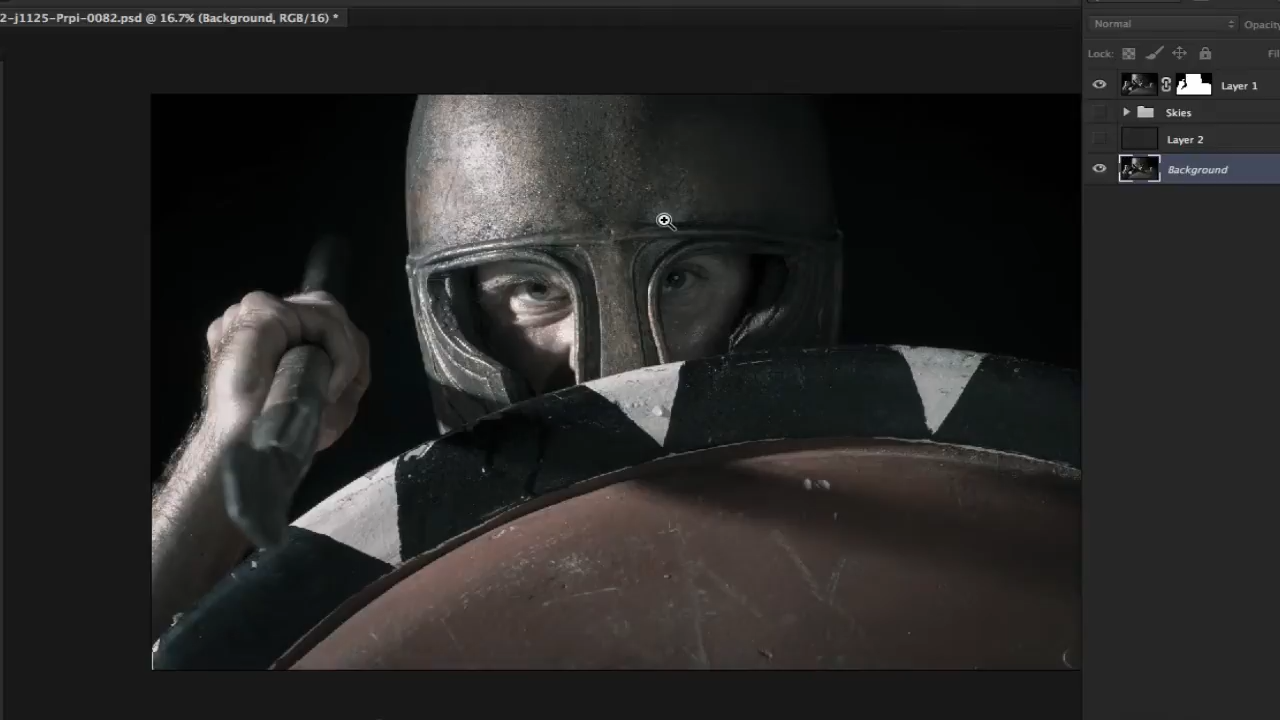 2-j1125-Prpi-0082.psd @ 16.7% (Background, RGB/16) *
Normal
Opacity
Lock:
Fil
Layer 1
Skies
Layer 2
Background